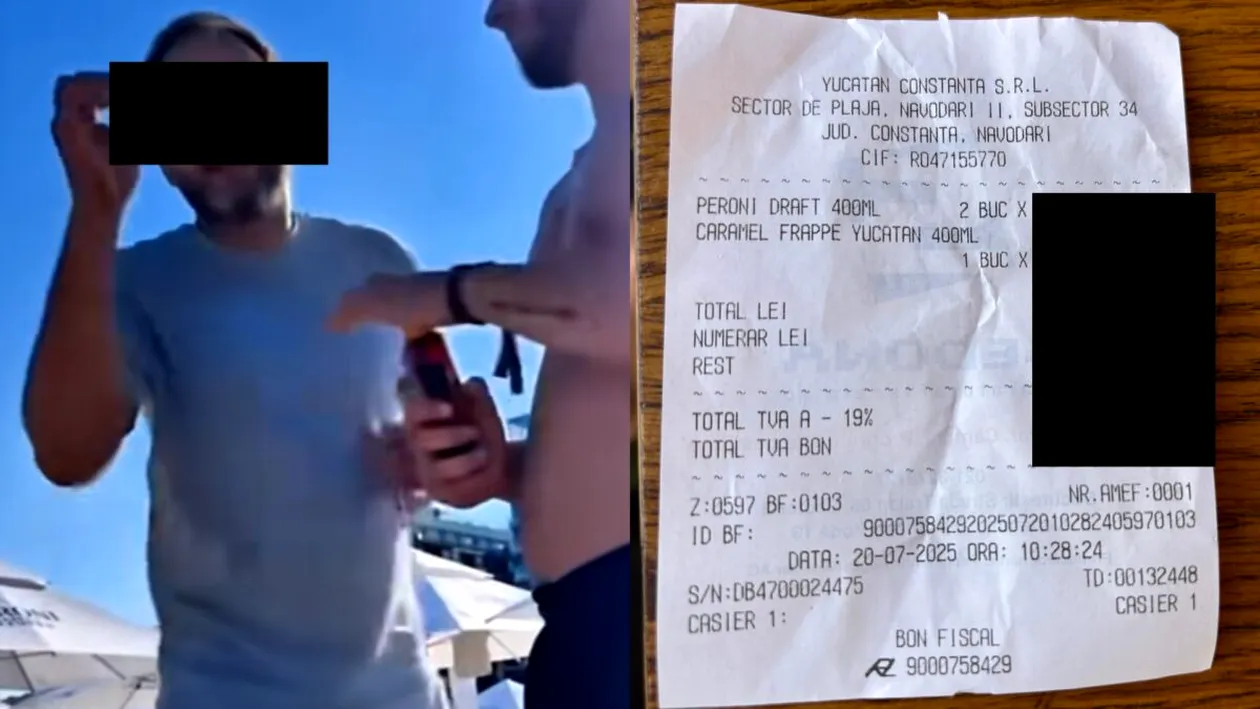 YUCATAN CONSTANTA S.R.L.
SECTOR DE PLAJA, NAVODARI II, SUBSECTOR 34
JUD. CONSTANTA, NAVODARI
CIF: RO47155770
PERONI DRAFT 400ML 2 BUC X
CARAMEL FRAPPE YUCATAN 400ML
1 BUC X
TOTAL LEI
NUMERAR LEI
REST
TOTAL TVA A - 19%
TOTAL TVA BON
Z:0597 BF:0103 NR.AMEF:0001
ID BF: 90007584292025072010282405970103
DATA: 20-07-2025 ORA: 10:28:24
S/N:DB4700024475 TD:00132448
CASIER 1: CASIER 1
BON FISCAL
9000758429